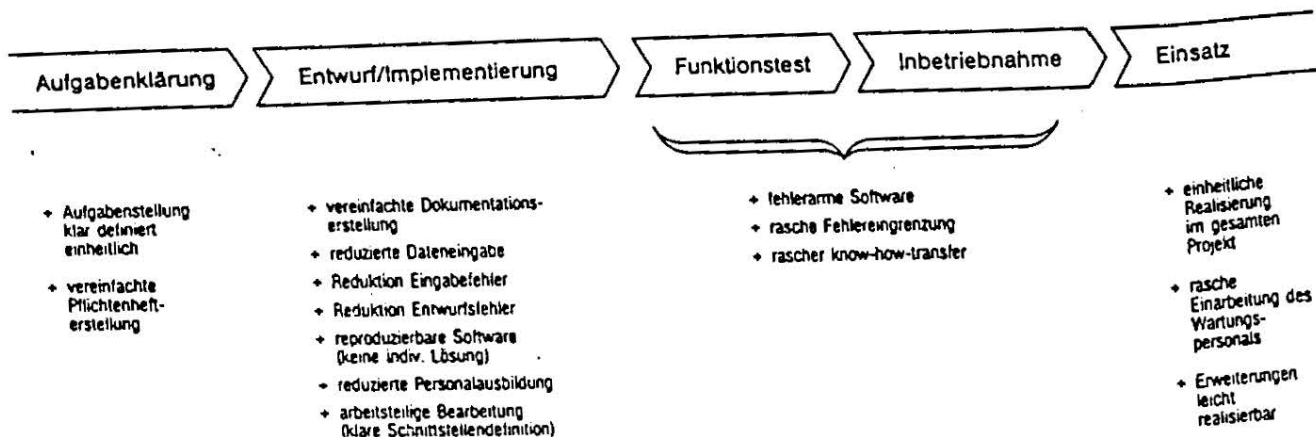 Aufgabenklärung
Entwurf/Implementierung
Funktionstest
Inbetriebnahme
Einsatz
+ Aufgabenstellung
klar definiert
einheitlich
+ vereinfachte
Pflichtenheft-
erstellung
+ vereinfachte Dokumentations-
erstellung
+ reduzierte Dateneingabe
+ Reduktion Eingabefehler
+ Reduktion Entwurfsfehler
+ reproduzierbare Software
(keine indiv. Lösung)
+ reduzierte Personalausbildung
+ arbeitsteilige Bearbeitung
(klare Schnittstellendefinition)
+ fehlerarme Software
+ rasche Fehlereingrenzung
+ rascher know-how-transfer
+ einheitliche
Realisierung
im gesamten
Projekt
+ rasche
Einarbeitung des
Wartungs-
personals
+ Erweiterungen
leicht
realisierbar